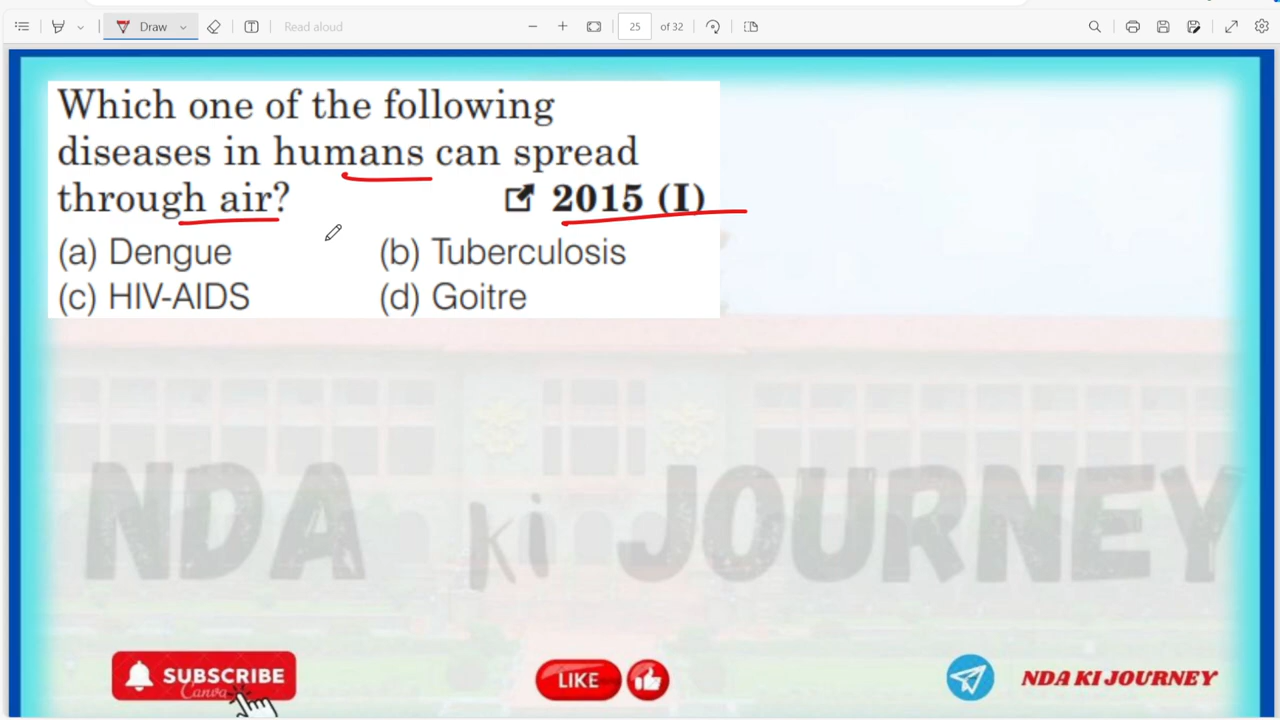 Draw
Read aloud
25 of 32
Which one of the following
diseases in humans can spread
through air? 2015 (I)
(a) Dengue (b) Tuberculosis
(c) HIV-AIDS (d) Goitre
NDA ki JOURNEY
SUBSCRIBE
Canva
LIKE
NDA KI JOURNEY